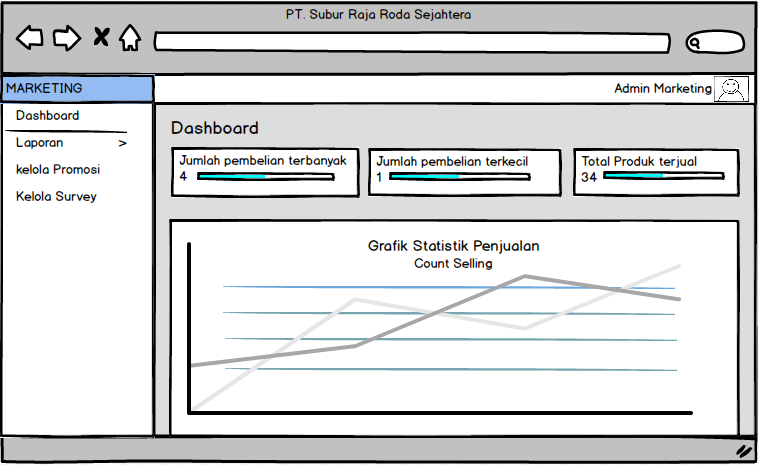 PT. Subur Raja Roda Sejahtera
MARKETING
Admin Marketing
Dashboard
Laporan >
kelola Promosi
Kelola Survey
Dashboard
Jumlah pembelian terbanyak
4
Jumlah pembelian terkecil
1
Total Produk terjual
34
Grafik Statistik Penjualan
Count Selling